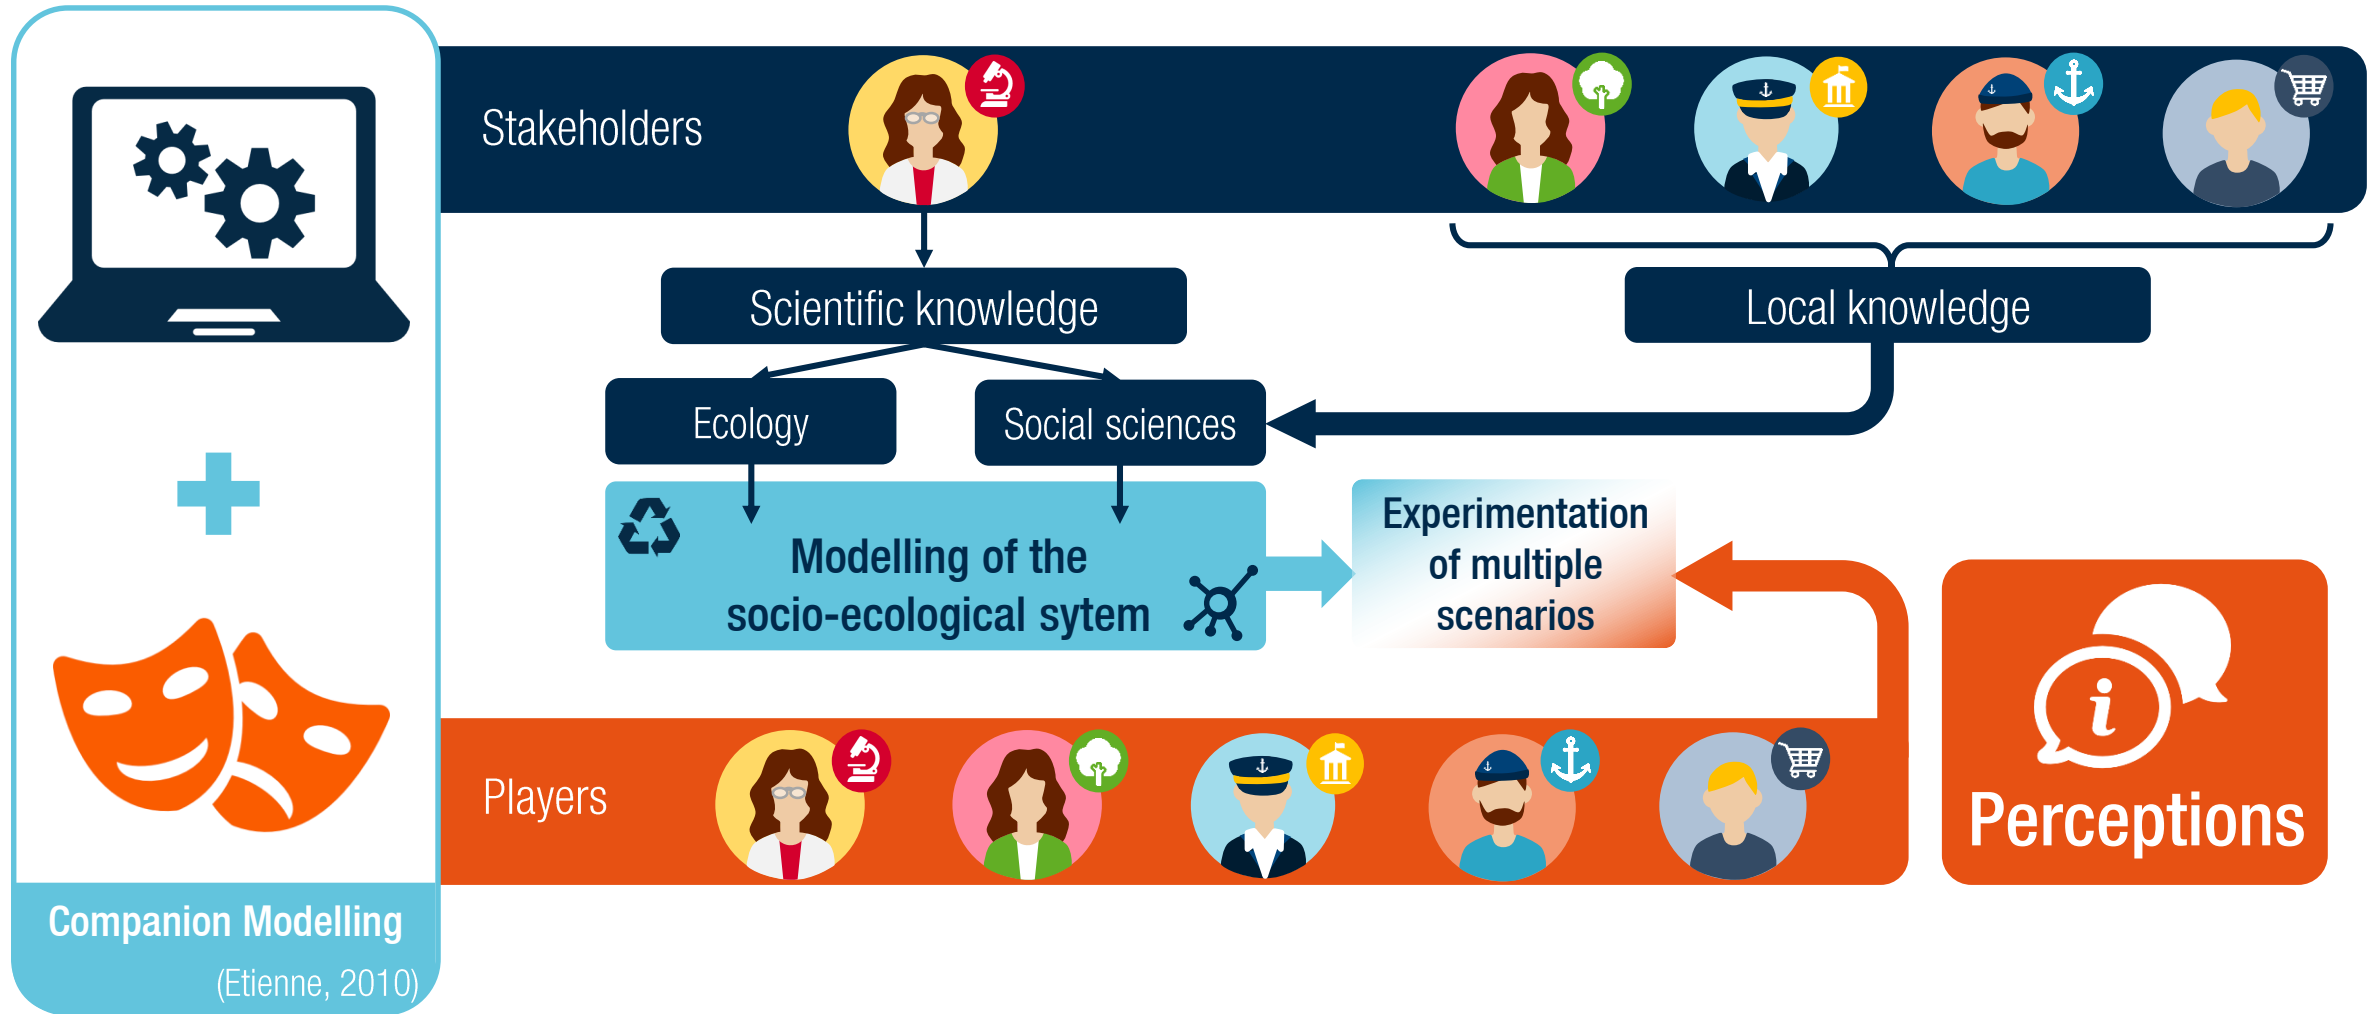 Stakeholders
Scientific knowledge
Local knowledge
Ecology
Social sciences
Modelling of the
socio-ecological sytem
Experimentation
of multiple
scenarios
Players
i
Perceptions
Companion Modelling
(Etienne, 2010)